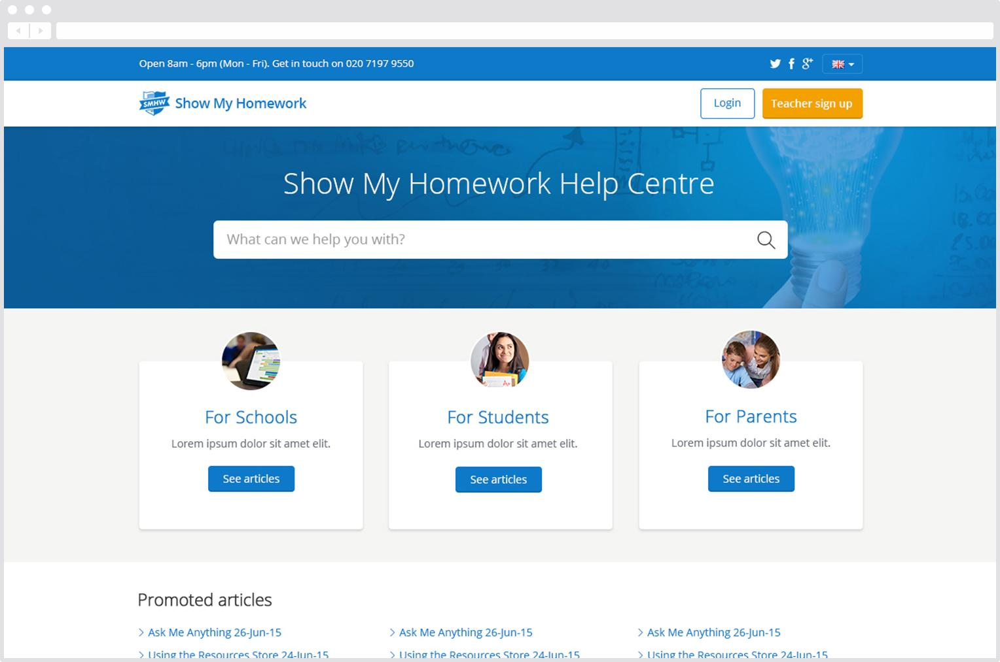 Open 8am - 6pm (Mon - Fri). Get in touch on 020 7197 9550
SMHW Show My Homework
Login
Teacher sign up
Show My Homework Help Centre
What can we help you with?
For Schools
Lorem ipsum dolor sit amet elit.
See articles
For Students
Lorem ipsum dolor sit amet elit.
See articles
For Parents
Lorem ipsum dolor sit amet elit.
See articles
Promoted articles
Ask Me Anything 26-Jun-15
Ask Me Anything 26-Jun-15
Ask Me Anything 26-Jun-15
Using the Resources Store 24-Jun-15
Using the Resources Store 24-Jun-15
Using the Resources Store 24-Jun-15